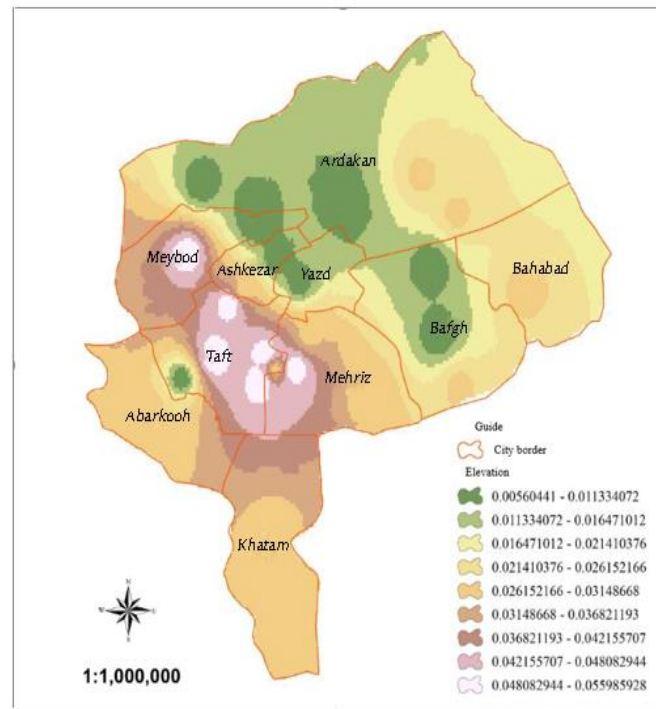 Ardakan
Meybod
Ashkezar
Yazd
Bahabad
Bafgh
Taft
Mehriz
Abarkooh
Khatam
N
W
E
S
1:1,000,000
Guide
City border
Elevation
0.00560441 - 0.011334072
0.011334072 - 0.016471012
0.016471012 - 0.021410376
0.021410376 - 0.026152166
0.026152166 - 0.03148668
0.03148668 - 0.036821193
0.036821193 - 0.042155707
0.042155707 - 0.048082944
0.048082944 - 0.055985928